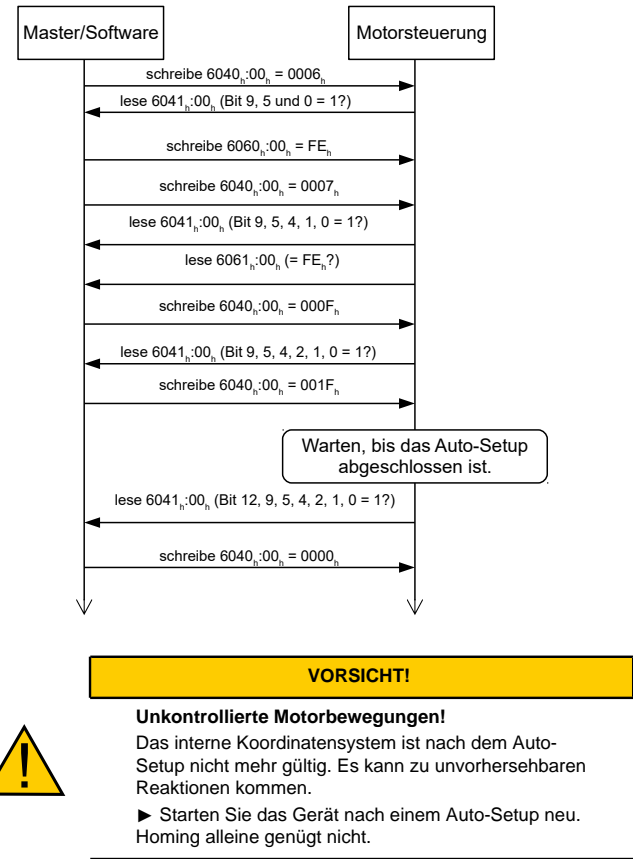 Master/Software
Motorsteuerung
schreibe 6040h:00h = 0006h
lese 6041h:00h (Bit 9, 5 und 0 = 1?)
schreibe 6060h:00h = FEh
schreibe 6040h:00h = 0007h
lese 6041h:00h (Bit 9, 5, 4, 1, 0 = 1?)
lese 6061h:00h (= FEh?)
schreibe 6040h:00h = 000Fh
lese 6041h:00h (Bit 9, 5, 4, 2, 1, 0 = 1?)
schreibe 6040h:00h = 001Fh
Warten, bis das Auto-Setup
abgeschlossen ist.
lese 6041h:00h (Bit 12, 9, 5, 4, 2, 1, 0 = 1?)
schreibe 6040h:00h = 0000h
VORSICHT!
Unkontrollierte Motorbewegungen!
Das interne Koordinatensystem ist nach dem Auto-
Setup nicht mehr gültig. Es kann zu unvorhersehbaren
Reaktionen kommen.
► Starten Sie das Gerät nach einem Auto-Setup neu.
Homing alleine genügt nicht.